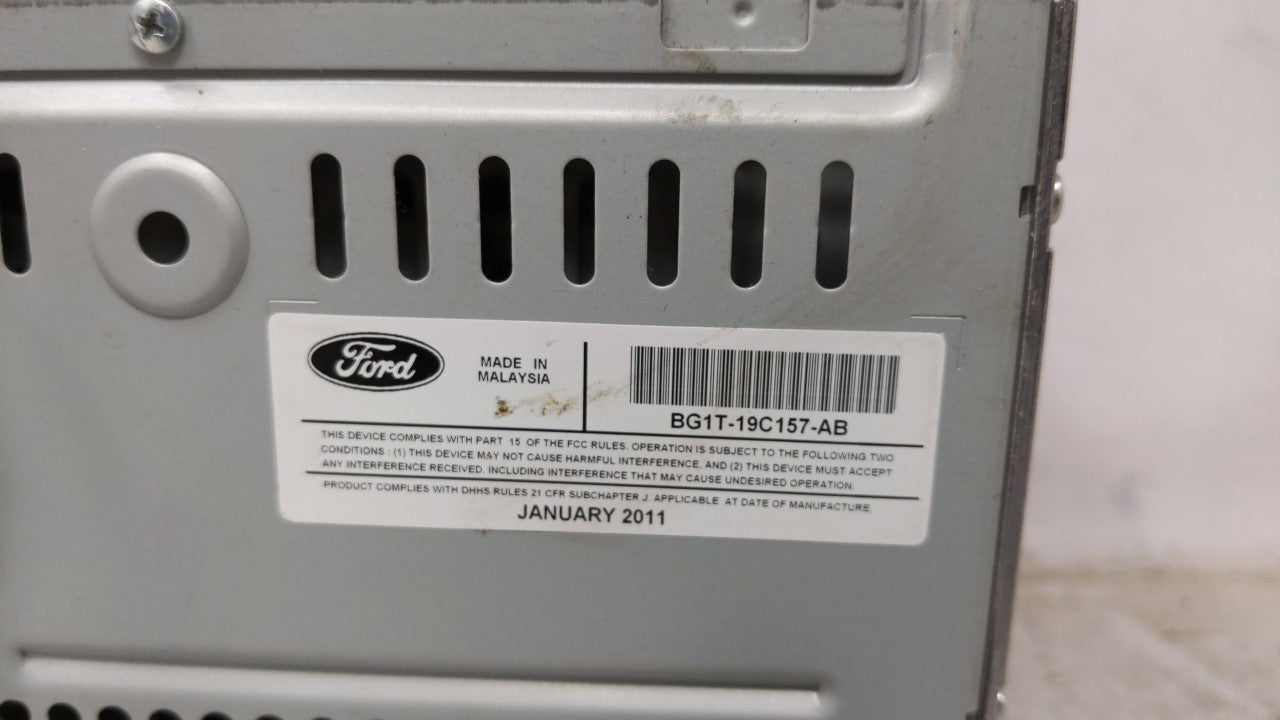 Ford
MADE IN
MALAYSIA
BG1T-19C157-AB
THIS DEVICE COMPLIES WITH PART 15 OF THE FCC RULES. OPERATION IS SUBJECT TO THE FOLLOWING TWO
CONDITIONS : (1) THIS DEVICE MAY NOT CAUSE HARMFUL INTERFERENCE, AND (2) THIS DEVICE MUST ACCEPT
ANY INTERFERENCE RECEIVED. INCLUDING INTERFERENCE THAT MAY CAUSE UNDESIRED OPERATION.
PRODUCT COMPLIES WITH DHHS RULES 21 CFR SUBCHAPTER J. APPLICABLE AT DATE OF MANUFACTURE.
JANUARY 2011